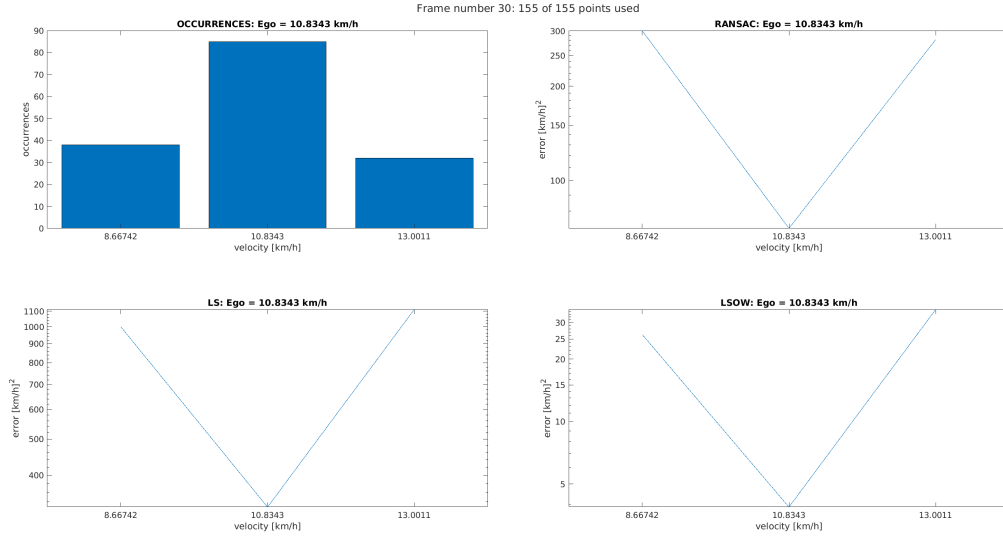 Frame number 30: 155 of 155 points used
OCCURRENCES: Ego = 10.8343 km/h
90
80
70
60
50
40
30
20
10
0
occurrences
8.66742 10.8343 13.0011
velocity [km/h]
RANSAC: Ego = 10.8343 km/h
300
250
200
150
100
error [km/h]²
8.66742 10.8343 13.0011
velocity [km/h]
LS: Ego = 10.8343 km/h
1100
1000
900
800
700
600
500
400
error [km/h]²
8.66742 10.8343 13.0011
velocity [km/h]
LSOW: Ego = 10.8343 km/h
30
25
20
15
10
5
error [km/h]²
8.66742 10.8343 13.0011
velocity [km/h]